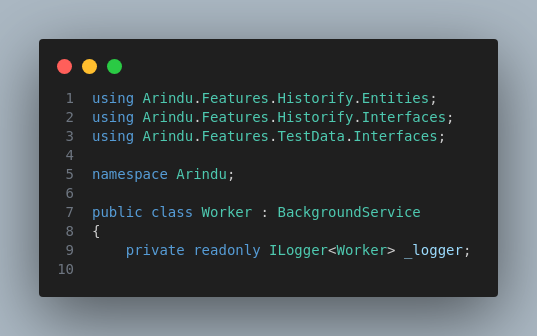 1 using Arindu.Features.Historify.Entities;
2 using Arindu.Features.Historify.Interfaces;
3 using Arindu.Features.TestData.Interfaces;
4
5 namespace Arindu;
6
7 public class Worker : BackgroundService
8 {
9     private readonly ILogger<Worker> _logger;
10